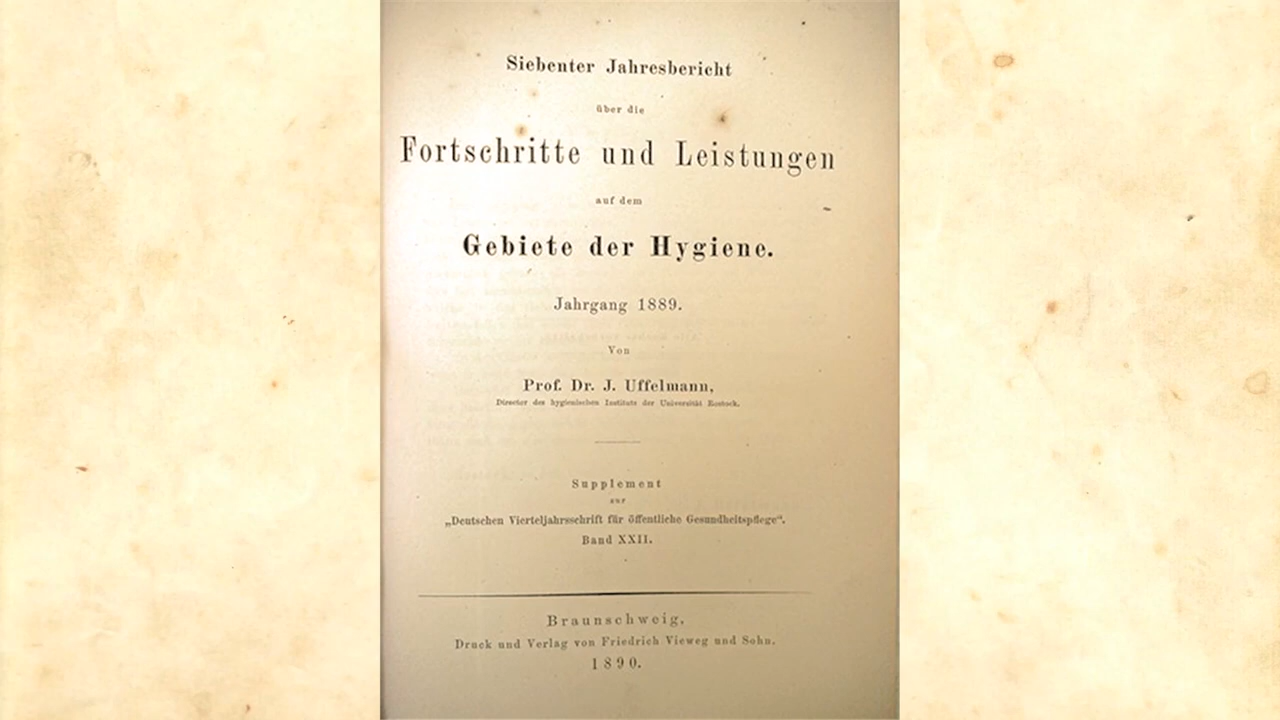 Siebenter Jahresbericht
über die
Fortschritte und Leistungen
auf dem
Gebiete der Hygiene.
Jahrgang 1889.
Von
Prof. Dr. J. Uffelmann,
Director des hygienischen Instituts der Universität Rostock.
Supplement
zur
„Deutschen Vierteljahrsschrift für öffentliche Gesundheitspflege“.
Band XXII.
Braunschweig,
Druck und Verlag von Friedrich Vieweg und Sohn.
1890.